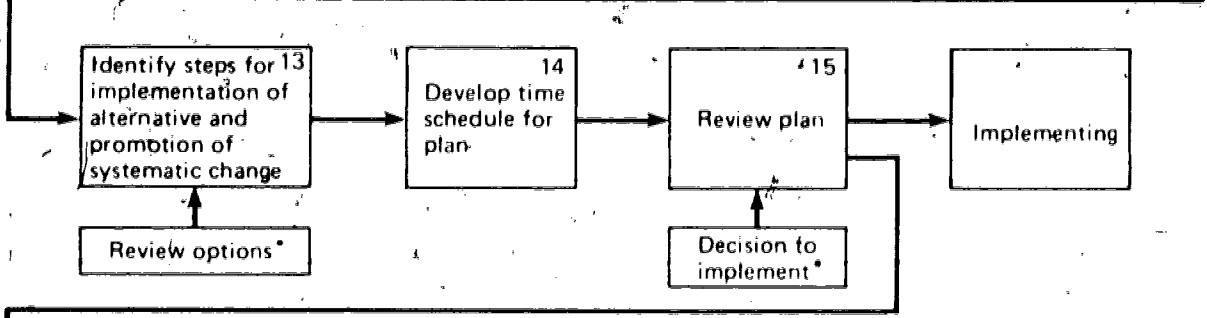 Identify steps for 13
implementation of
alternative and
promotion of
systematic change
14
Develop time
schedule for
plan
15
Review plan
Implementing
Review options*
Decision to
implement*